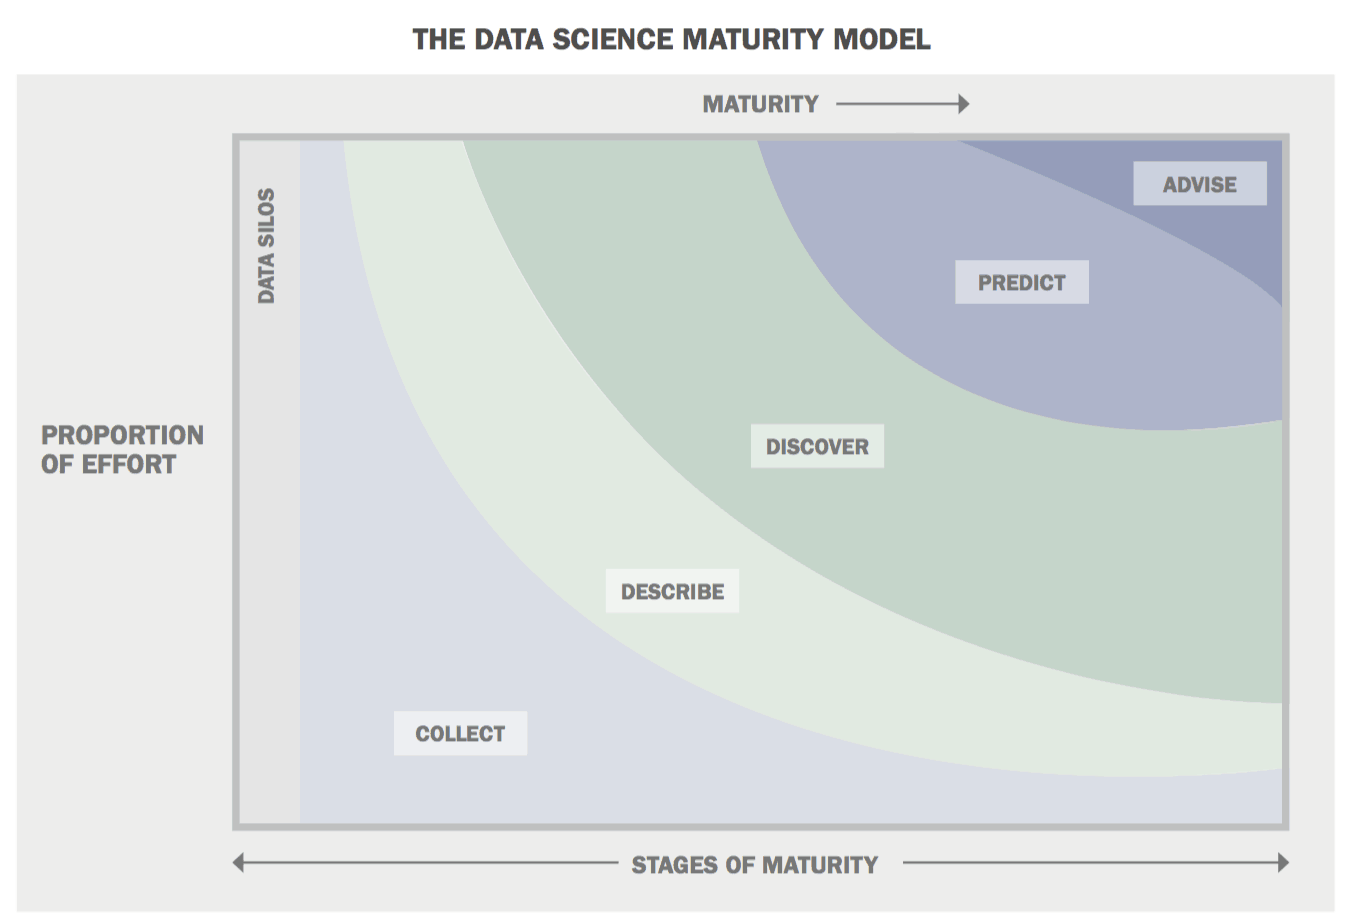 THE DATA SCIENCE MATURITY MODEL
MATURITY
DATA SILOS
ADVISE
PREDICT
PROPORTION
OF EFFORT
DISCOVER
DESCRIBE
COLLECT
STAGES OF MATURITY